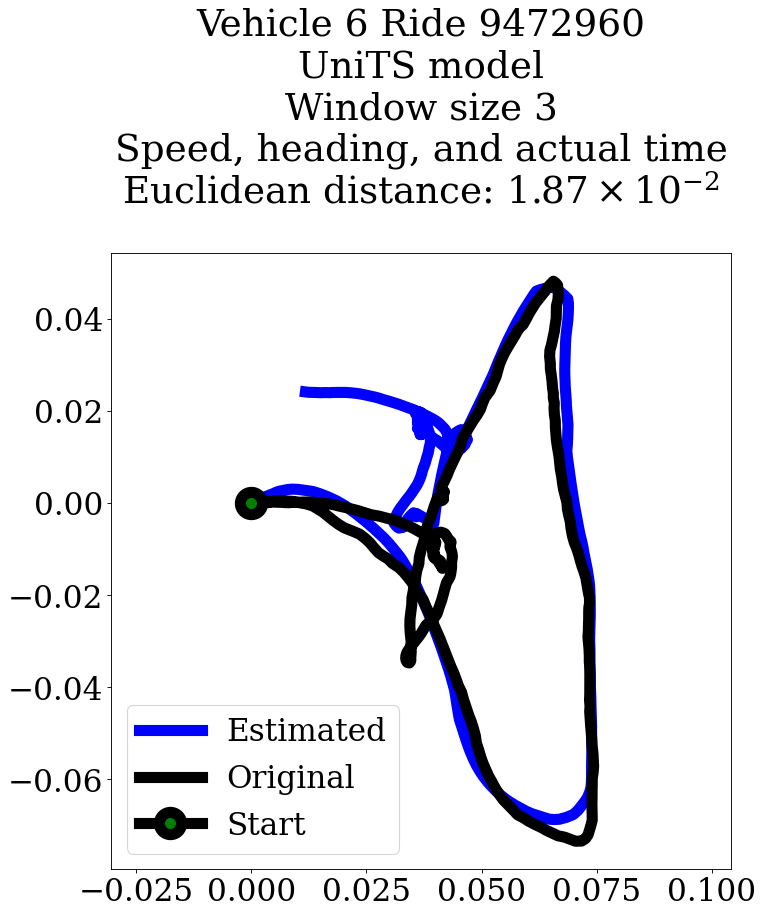 Vehicle 6 Ride 9472960
UniTS model
Window size 3
Speed, heading, and actual time
Euclidean distance: $1.87 \times 10^{-2}$
0.04
0.02
0.00
−0.02
−0.04
−0.06
Estimated
Original
Start
−0.025 0.000 0.025 0.050 0.075 0.100